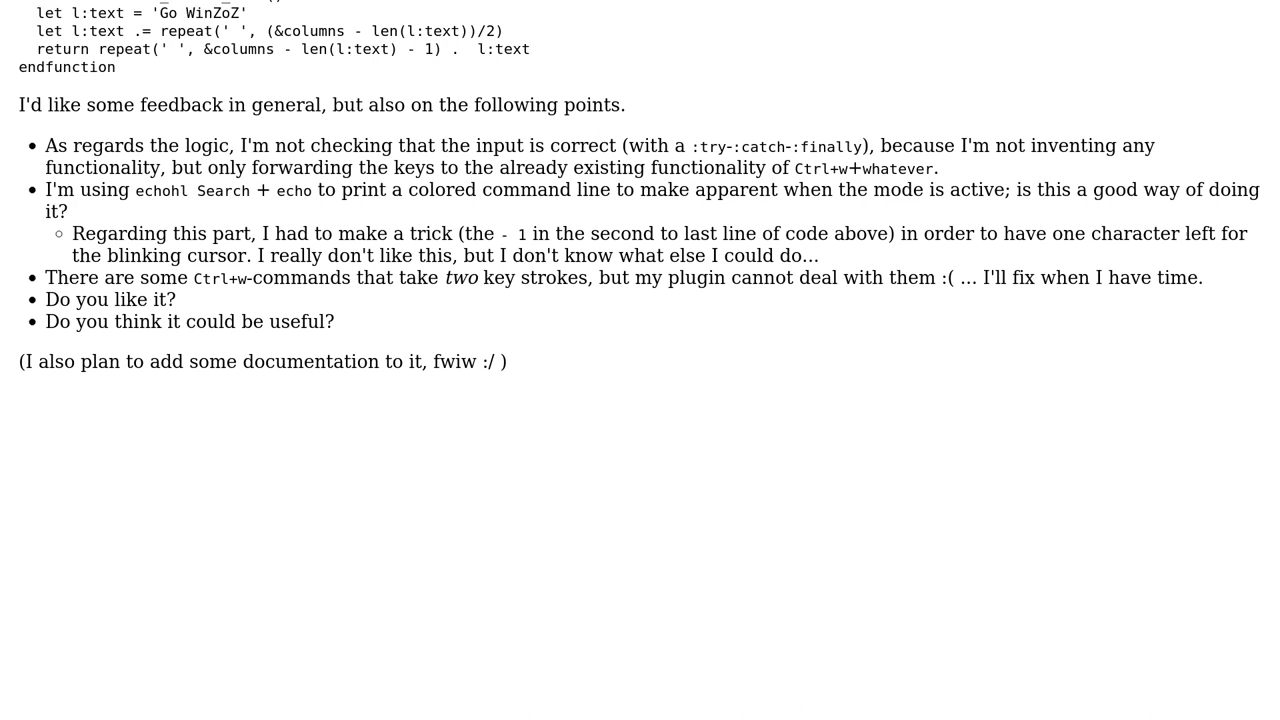 let l:text = 'Go WinZoZ'
let l:text .= repeat(' ', (&columns - len(l:text))/2)
return repeat(' ', &columns - len(l:text) - 1) .  l:text
endfunction
I'd like some feedback in general, but also on the following points.
As regards the logic, I'm not checking that the input is correct (with a :try-:catch-:finally), because I'm not inventing any
functionality, but only forwarding the keys to the already existing functionality of Ctrl+w+whatever.
I'm using echohl Search + echo to print a colored command line to make apparent when the mode is active; is this a good way of doing
it?
Regarding this part, I had to make a trick (the - 1 in the second to last line of code above) in order to have one character left for
the blinking cursor. I really don't like this, but I don't know what else I could do...
There are some Ctrl+w-commands that take two key strokes, but my plugin cannot deal with them :( ... I'll fix when I have time.
Do you like it?
Do you think it could be useful?
(I also plan to add some documentation to it, fwiw :/ )